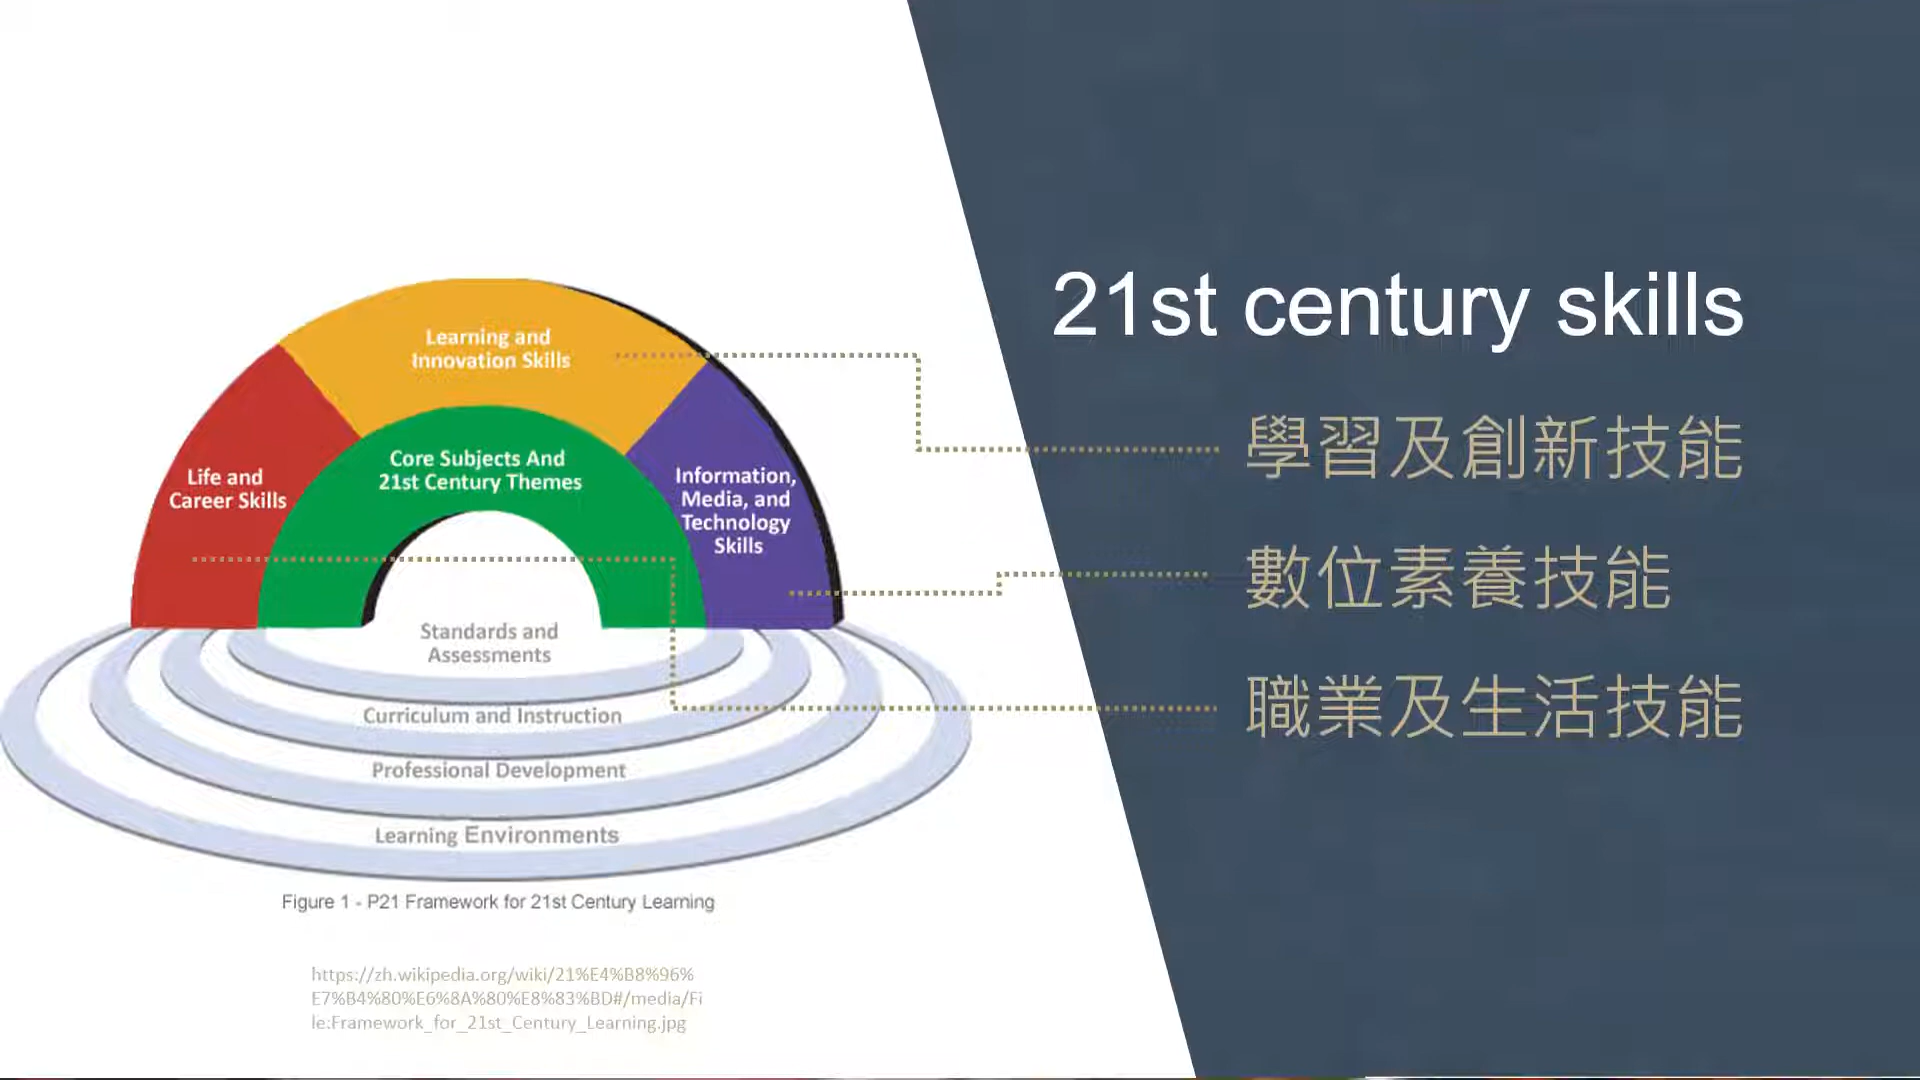 Learning and
Innovation Skills
Life and
Career Skills
Core Subjects And
21st Century Themes
Information,
Media, and
Technology
Skills
Standards and
Assessments
Curriculum and Instruction
Professional Development
Learning Environments
Figure 1 - P21 Framework for 21st Century Learning
https://zh.wikipedia.org/wiki/21%E4%B8%96%
E7%B4%80%E6%8A%80%E8%83%BD#/media/Fi
le:Framework_for_21st_Century_Learning.jpg
21st century skills
學習及創新技能
數位素養技能
職業及生活技能